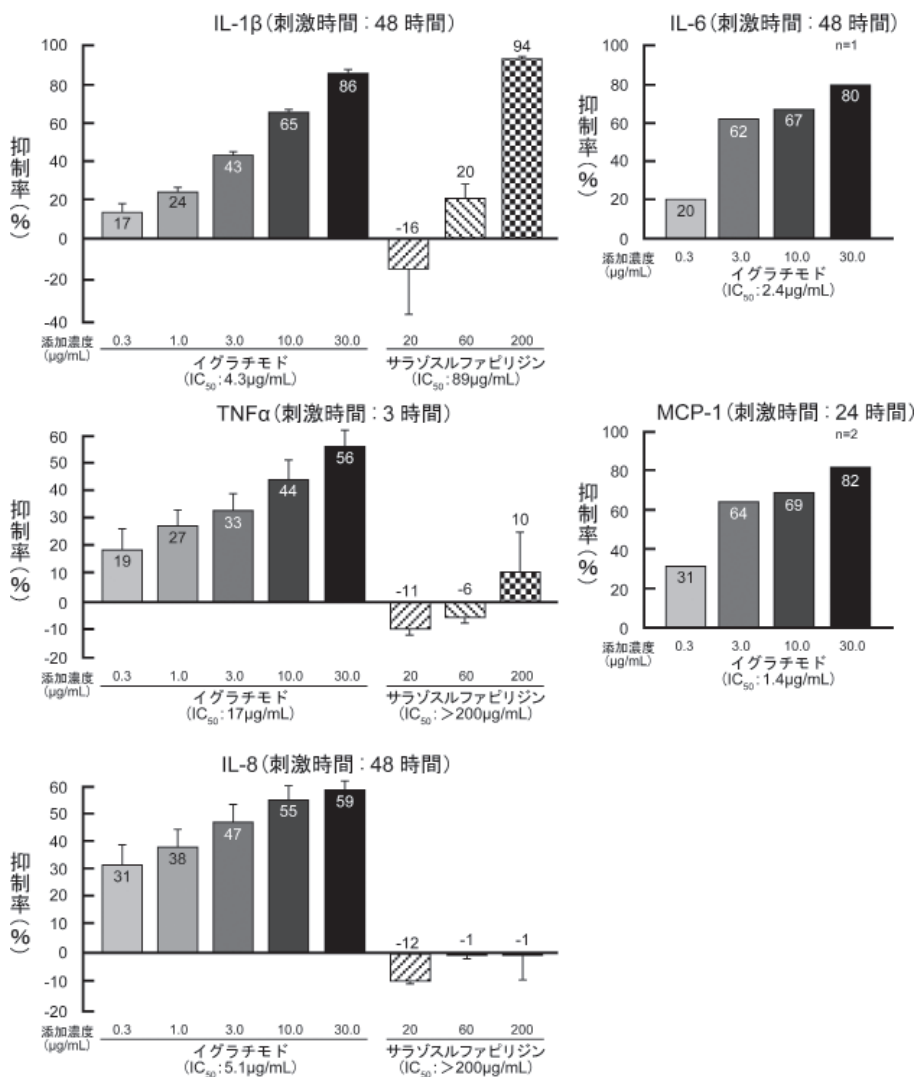 IL-1β(刺激時間：48 時間)
100
80
60
40
20
0
-20
-40
抑制率(%)
17
24
43
65
86
-16
20
94
添加濃度
(μg/mL)
0.3
1.0
3.0
10.0
30.0
20
60
200
イグラチモド
(IC50：4.3μg/mL)
サラゾスルファピリジン
(IC50：89μg/mL)
IL-6(刺激時間：48 時間)
n=1
100
80
60
40
20
0
抑制率(%)
20
62
67
80
添加濃度
(μg/mL)
0.3
3.0
10.0
30.0
イグラチモド
(IC50：2.4μg/mL)
TNFα(刺激時間：3 時間)
60
50
40
30
20
10
0
-10
-20
抑制率(%)
19
27
33
44
56
-11
-6
10
添加濃度
(μg/mL)
0.3
1.0
3.0
10.0
30.0
20
60
200
イグラチモド
(IC50：17μg/mL)
サラゾスルファピリジン
(IC50：＞200μg/mL)
MCP-1(刺激時間：24 時間)
n=2
100
80
60
40
20
0
抑制率(%)
31
64
69
82
添加濃度
(μg/mL)
0.3
3.0
10.0
30.0
イグラチモド
(IC50：1.4μg/mL)
IL-8(刺激時間：48 時間)
60
50
40
30
20
10
0
-10
-20
抑制率(%)
31
38
47
55
59
-12
-1
-1
添加濃度
(μg/mL)
0.3
1.0
3.0
10.0
30.0
20
60
200
イグラチモド
(IC50：5.1μg/mL)
サラゾスルファピリジン
(IC50：＞200μg/mL)